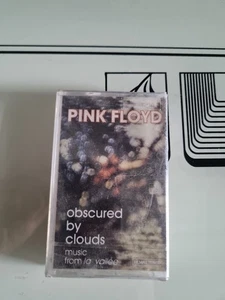 PINK FLOYD
obscured
by
clouds
music
from la vallée